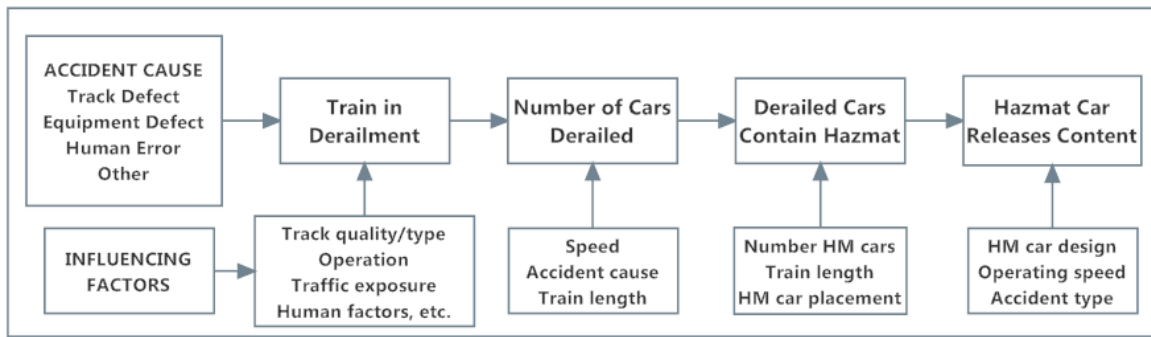 ACCIDENT CAUSE
Track Defect
Equipment Defect
Human Error
Other
Train in
Derailment
Number of Cars
Derailed
Derailed Cars
Contain Hazmat
Hazmat Car
Releases Content
INFLUENCING
FACTORS
Track quality/type
Operation
Traffic exposure
Human factors, etc.
Speed
Accident cause
Train length
Number HM cars
Train length
HM car placement
HM car design
Operating speed
Accident type